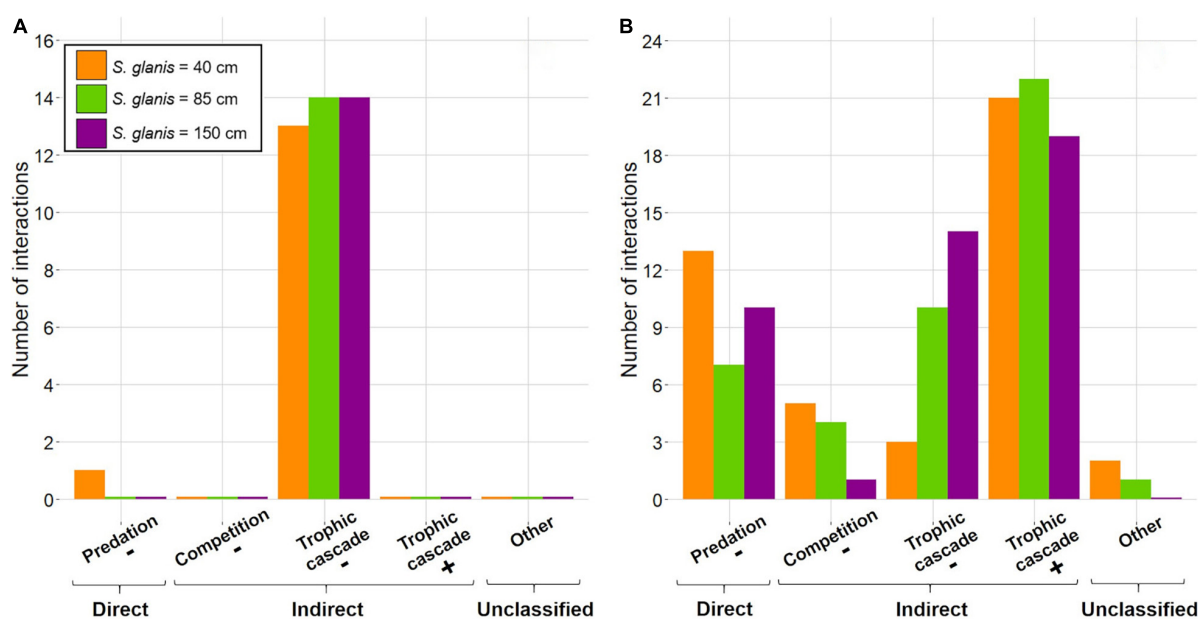 A
16
14
12
10
8
6
4
2
0
Number of interactions
S. glanis = 40 cm
S. glanis = 85 cm
S. glanis = 150 cm
Predation
-
Competition
-
Trophic
cascade
-
Trophic
cascade
+
Other
Direct
Indirect
Unclassified
B
24
21
18
15
12
9
6
3
0
Number of interactions
Predation
-
Competition
-
Trophic
cascade
-
Trophic
cascade
+
Other
Direct
Indirect
Unclassified